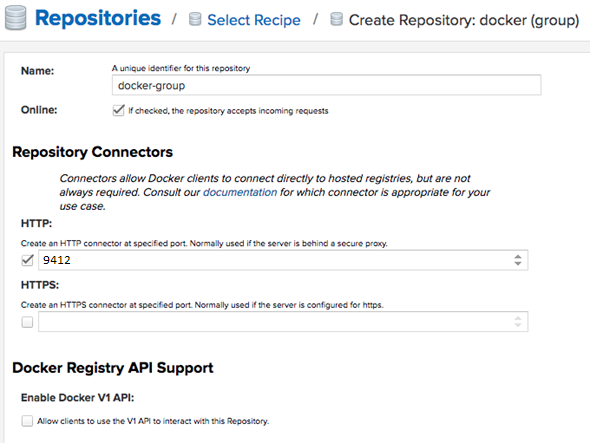 Repositories / Select Recipe / Create Repository: docker (group)
Name: A unique identifier for this repository
docker-group
Online: If checked, the repository accepts incoming requests
Repository Connectors
Connectors allow Docker clients to connect directly to hosted registries, but are not
always required. Consult our documentation for which connector is appropriate for your
use case.
HTTP:
Create an HTTP connector at specified port. Normally used if the server is behind a secure proxy.
9412
HTTPS:
Create an HTTPS connector at specified port. Normally used if the server is configured for https.
Docker Registry API Support
Enable Docker V1 API:
Allow clients to use the V1 API to interact with this Repository.